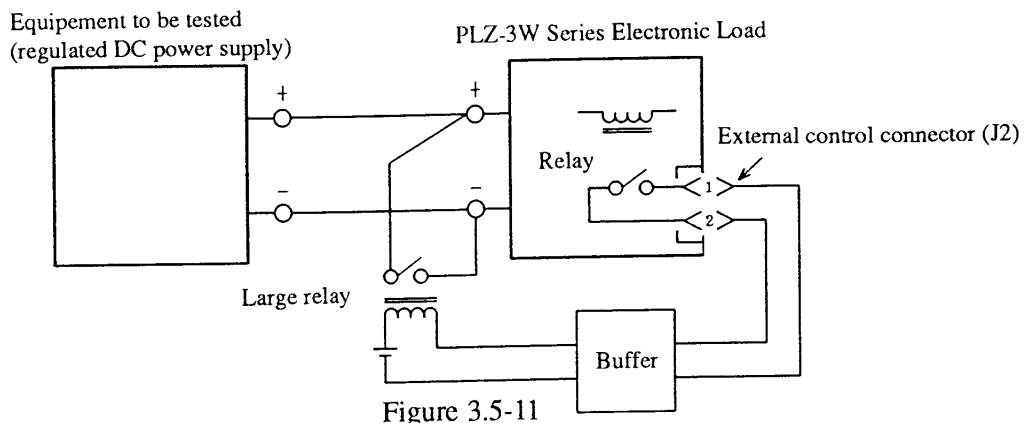 Equipement to be tested
(regulated DC power supply)
PLZ-3W Series Electronic Load
+
+
External control connector (J2)
Relay
1
−
−
2
Large relay
Buffer
Figure 3.5-11